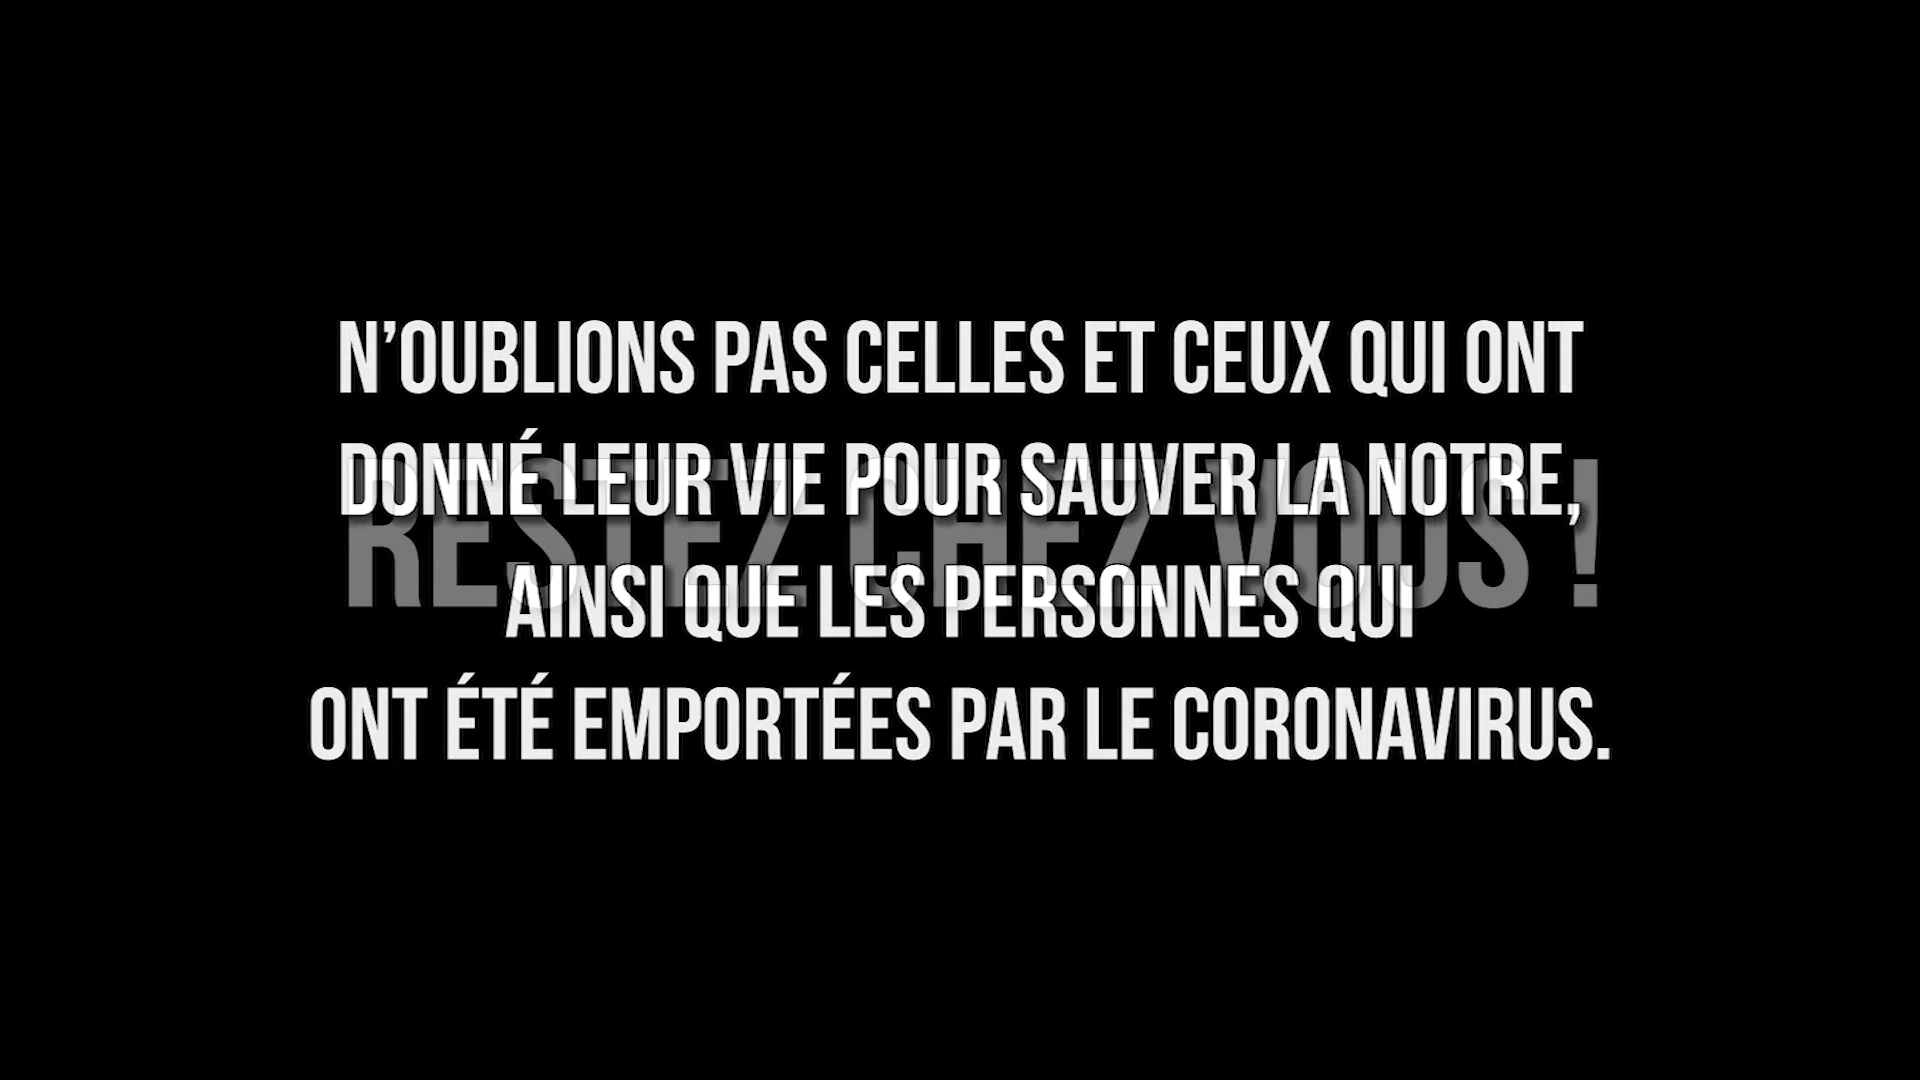 N’OUBLIONS PAS CELLES ET CEUX QUI ONT
DONNÉ LEUR VIE POUR SAUVER LA NOTRE,
RESTEZ CHEZ VOUS !
AINSI QUE LES PERSONNES QUI
ONT ÉTÉ EMPORTÉES PAR LE CORONAVIRUS.